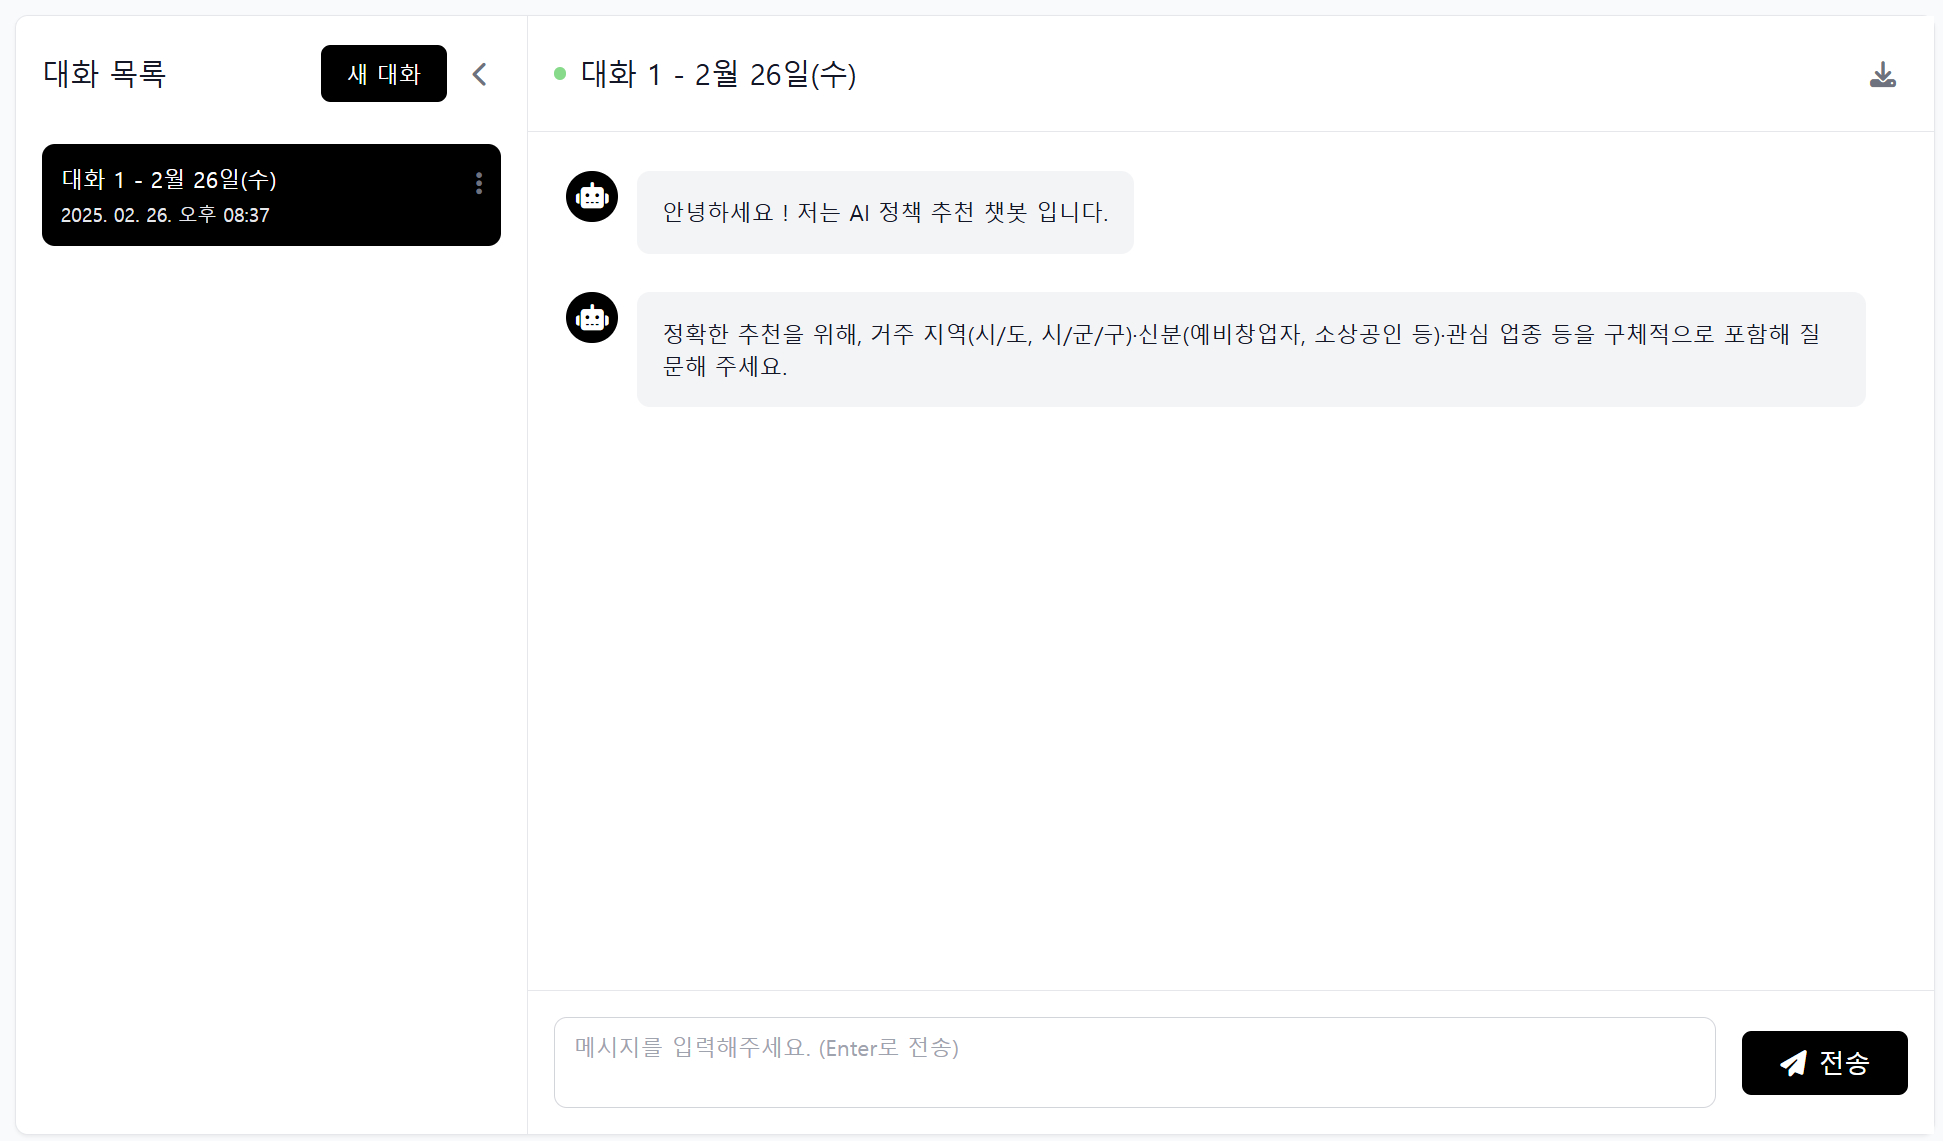 대화 목록
새 대화
대화 1 - 2월 26일(수)
2025. 02. 26. 오후 08:37
대화 1 - 2월 26일(수)
안녕하세요 ! 저는 AI 정책 추천 챗봇 입니다.
정확한 추천을 위해, 거주 지역(시/도, 시/군/구)·신분(예비창업자, 소상공인 등)·관심 업종 등을 구체적으로 포함해 질
문해 주세요.
메시지를 입력해주세요. (Enter로 전송)
전송